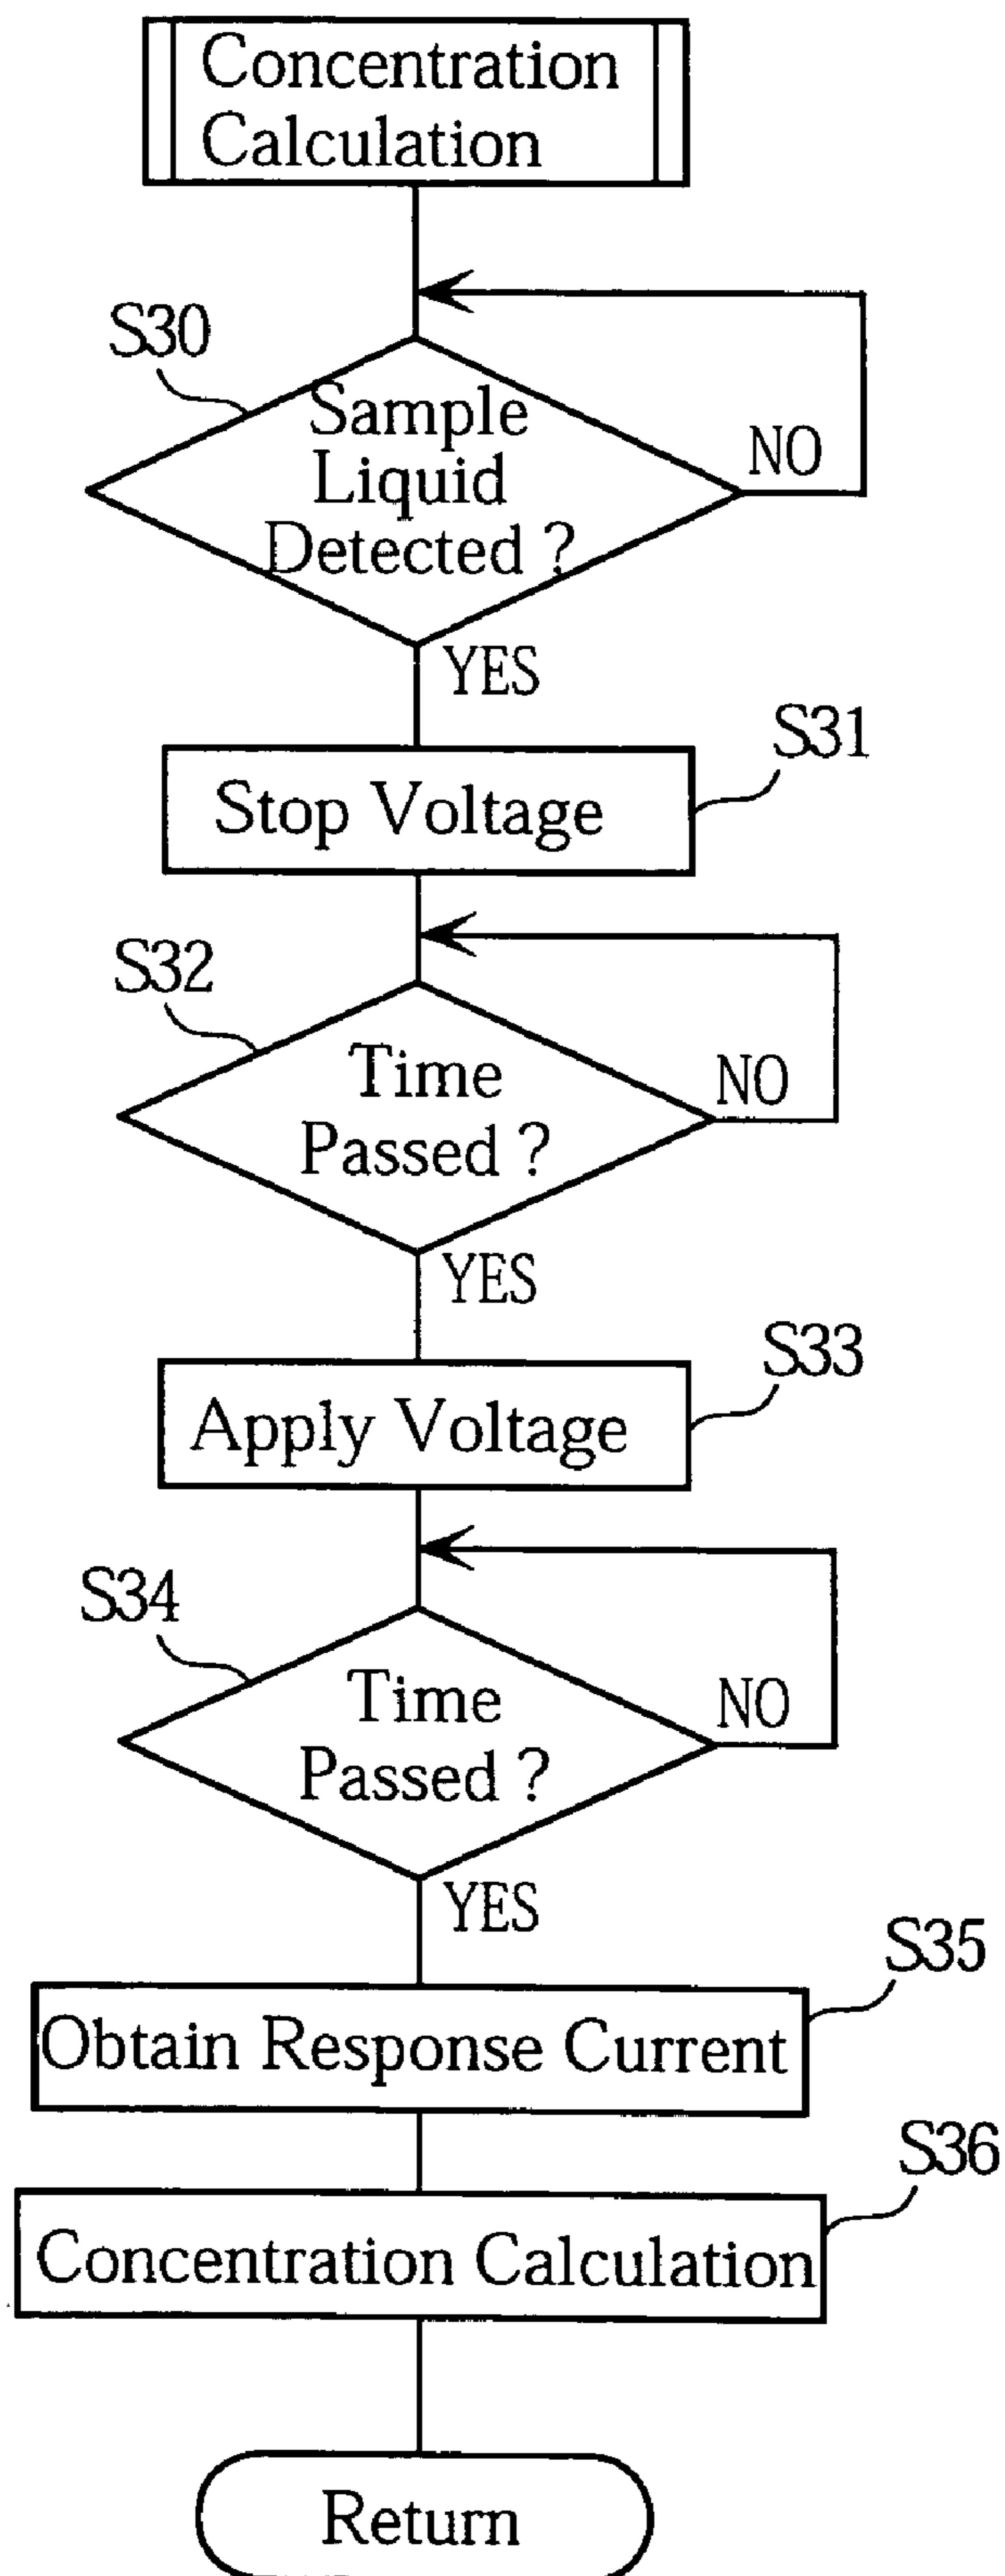 Concentration
Calculation
S30
Sample
Liquid
Detected ?
NO
YES
S31
Stop Voltage
S32
Time
Passed ?
NO
YES
S33
Apply Voltage
S34
Time
Passed ?
NO
YES
S35
Obtain Response Current
S36
Concentration Calculation
Return